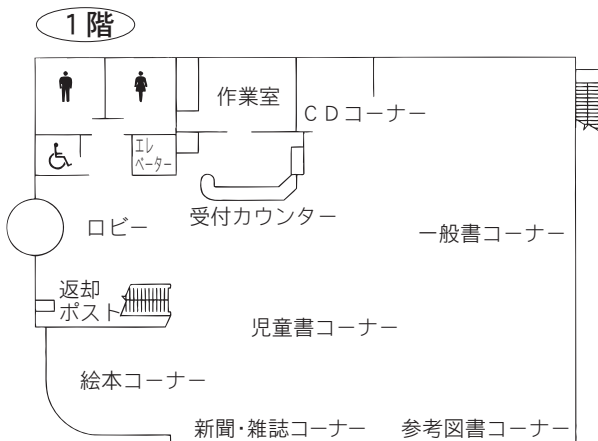 1階
作業室
CDコーナー
エレ
ベーター
受付カウンター
ロビー
一般書コーナー
返却
ポスト
児童書コーナー
絵本コーナー
新聞・雑誌コーナー
参考図書コーナー